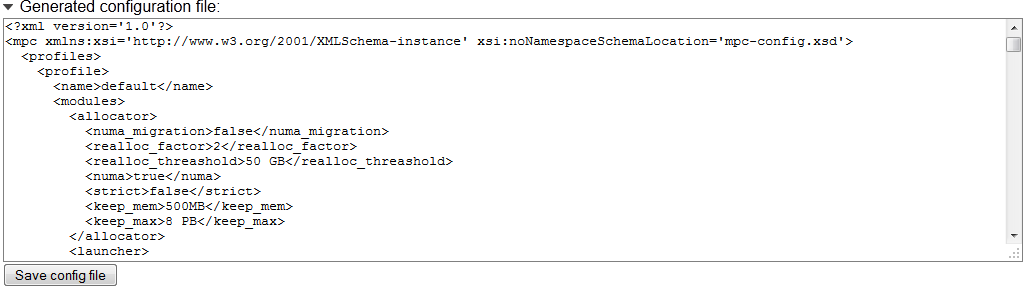 Generated configuration file:
<?xml version='1.0'?>
<mpc xmlns:xsi='http://www.w3.org/2001/XMLSchema-instance' xsi:noNamespaceSchemaLocation='mpc-config.xsd'>
  <profiles>
    <profile>
      <name>default</name>
      <modules>
        <allocator>
          <numa_migration>false</numa_migration>
          <realloc_factor>2</realloc_factor>
          <realloc_threashold>50 GB</realloc_threashold>
          <numa>true</numa>
          <strict>false</strict>
          <keep_mem>500MB</keep_mem>
          <keep_max>8 PB</keep_max>
        </allocator>
        <launcher>
Save config file